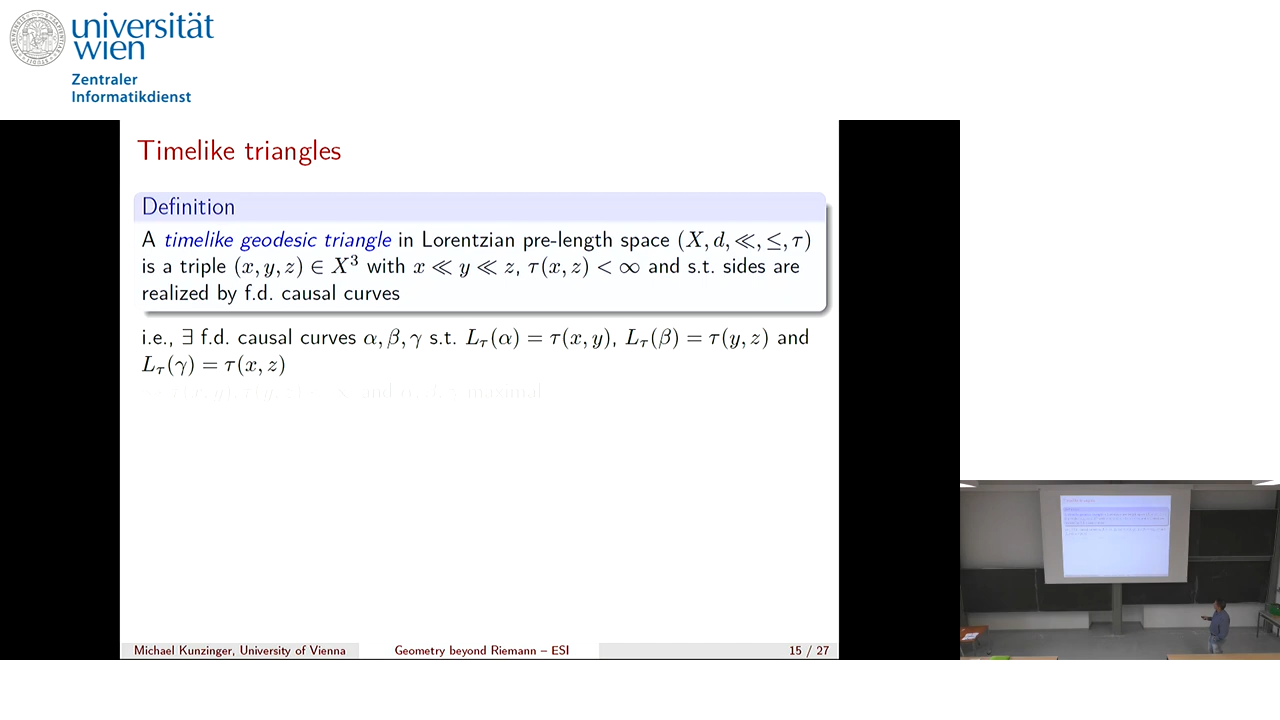 universität
wien
Zentraler
Informatikdienst
Timelike triangles
Definition
A timelike geodesic triangle in Lorentzian pre-length space (X, d, ≪, ≤, τ)
is a triple (x, y, z) ∈ X³ with x ≪ y ≪ z, τ(x, z) < ∞ and s.t. sides are
realized by f.d. causal curves
i.e., ∃ f.d. causal curves α, β, γ s.t. L_τ(α) = τ(x, y), L_τ(β) = τ(y, z) and
L_τ(γ) = τ(x, z)
Michael Kunzinger, University of Vienna
Geometry beyond Riemann – ESI
15 / 27